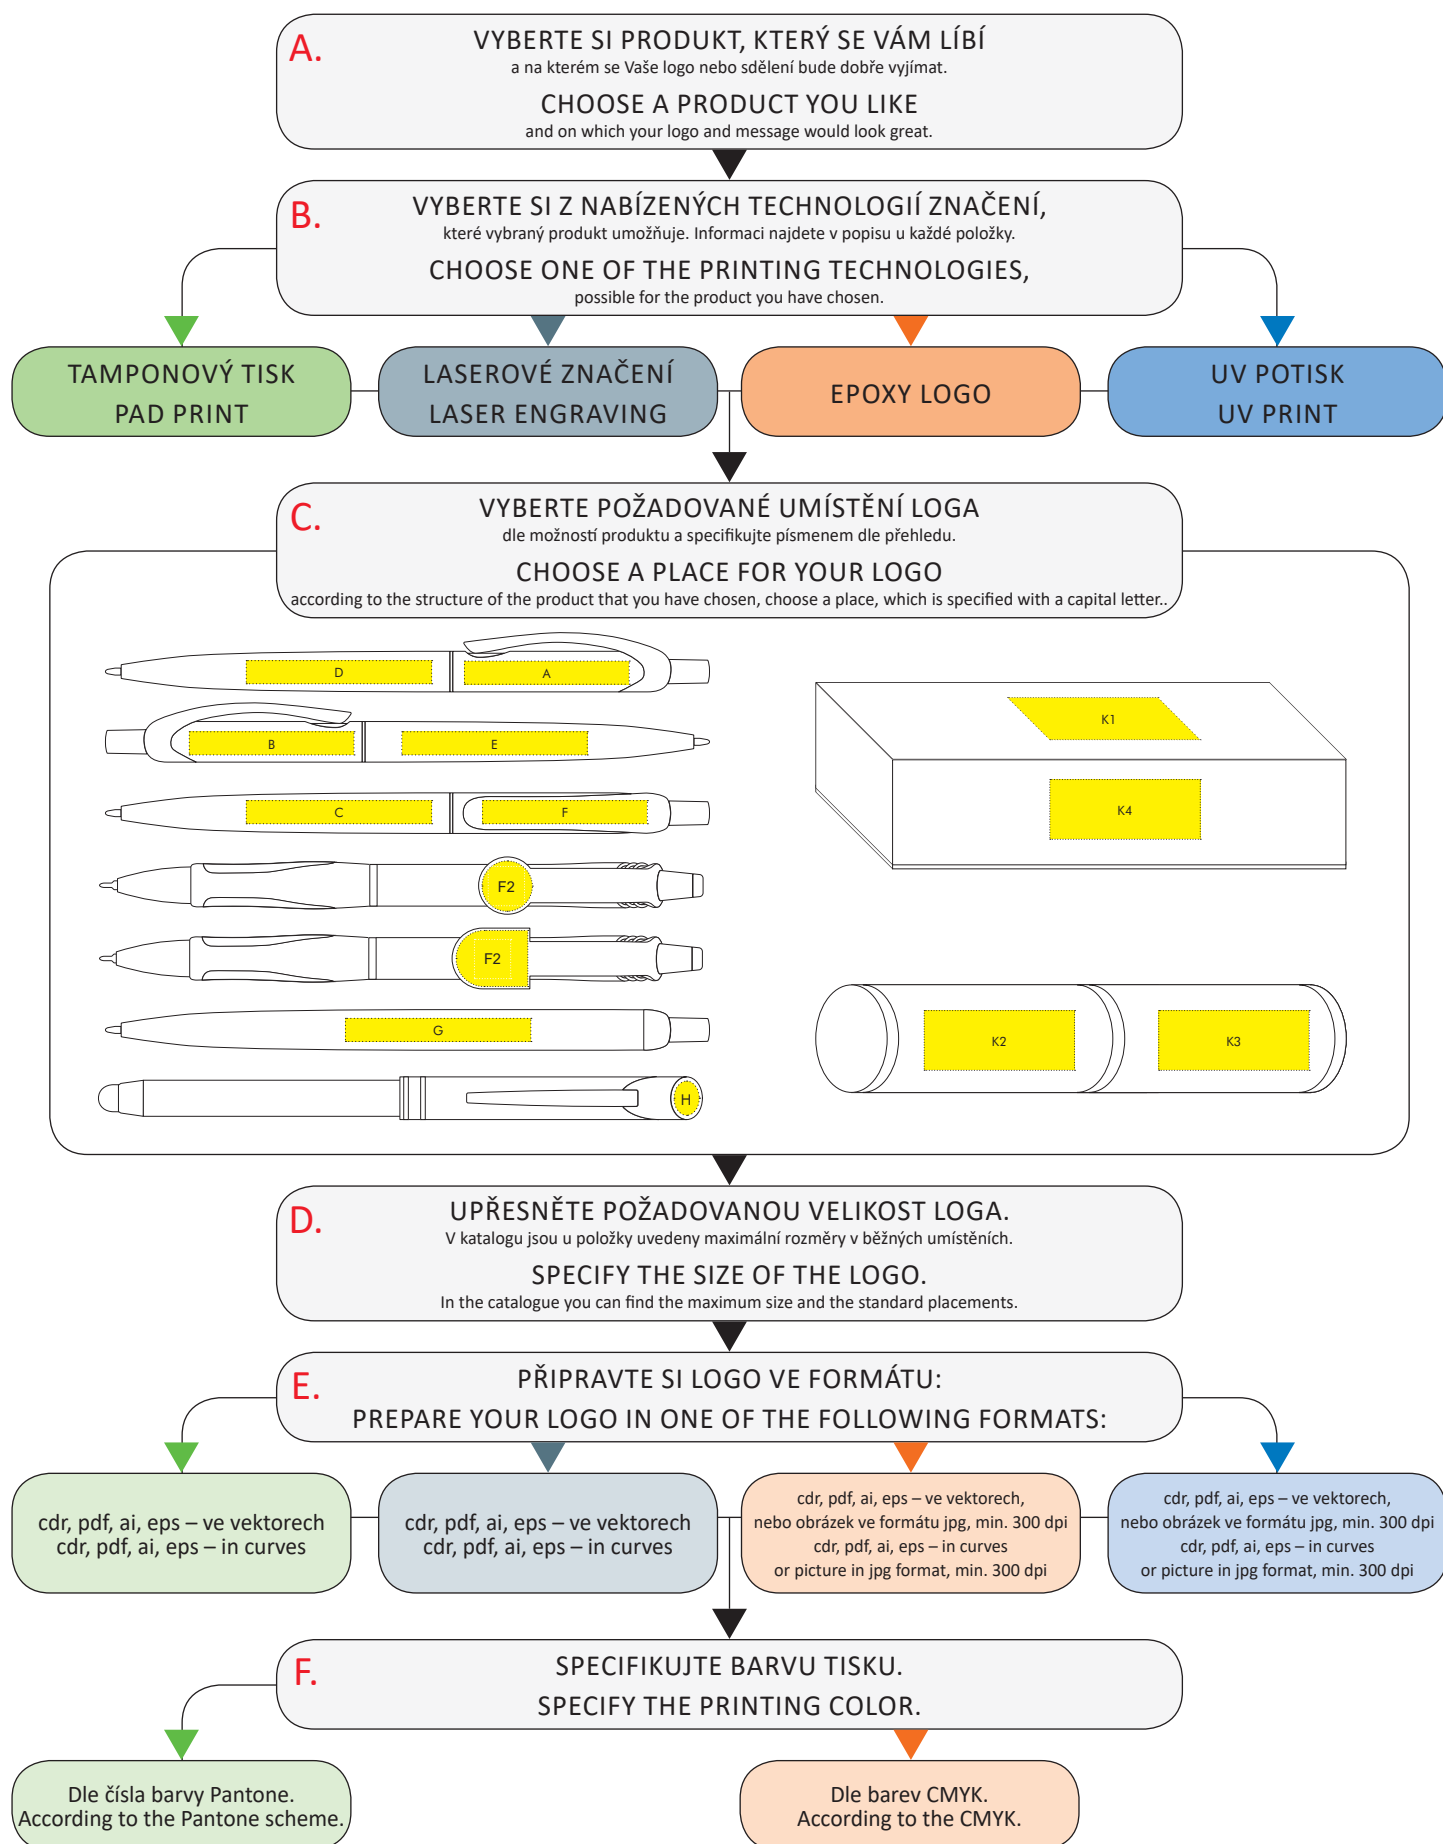 A.
VYBERTE SI PRODUKT, KTERÝ SE VÁM LÍBÍ
a na kterém se Vaše logo nebo sdělení bude dobře vyjímat.
CHOOSE A PRODUCT YOU LIKE
and on which your logo and message would look great.
B.
VYBERTE SI Z NABÍZENÝCH TECHNOLOGIÍ ZNAČENÍ,
které vybraný produkt umožňuje. Informaci najdete v popisu u každé položky.
CHOOSE ONE OF THE PRINTING TECHNOLOGIES,
possible for the product you have chosen.
TAMPONOVÝ TISK
PAD PRINT
LASEROVÉ ZNAČENÍ
LASER ENGRAVING
EPOXY LOGO
UV POTISK
UV PRINT
C.
VYBERTE POŽADOVANÉ UMÍSTĚNÍ LOGA
dle možností produktu a specifikujte písmenem dle přehledu.
CHOOSE A PLACE FOR YOUR LOGO
according to the structure of the product that you have chosen, choose a place, which is specified with a capital letter..
D
A
B
E
C
F
F2
F2
G
H
K1
K4
K2
K3
D.
UPŘESNĚTE POŽADOVANOU VELIKOST LOGA.
V katalogu jsou u položky uvedeny maximální rozměry v běžných umístěních.
SPECIFY THE SIZE OF THE LOGO.
In the catalogue you can find the maximum size and the standard placements.
E.
PŘIPRAVTE SI LOGO VE FORMÁTU:
PREPARE YOUR LOGO IN ONE OF THE FOLLOWING FORMATS:
cdr, pdf, ai, eps – ve vektorech
cdr, pdf, ai, eps – in curves
cdr, pdf, ai, eps – ve vektorech
cdr, pdf, ai, eps – in curves
cdr, pdf, ai, eps – ve vektorech,
nebo obrázek ve formátu jpg, min. 300 dpi
cdr, pdf, ai, eps – in curves
or picture in jpg format, min. 300 dpi
cdr, pdf, ai, eps – ve vektorech,
nebo obrázek ve formátu jpg, min. 300 dpi
cdr, pdf, ai, eps – in curves
or picture in jpg format, min. 300 dpi
F.
SPECIFIKUJTE BARVU TISKU.
SPECIFY THE PRINTING COLOR.
Dle čísla barvy Pantone.
According to the Pantone scheme.
Dle barev CMYK.
According to the CMYK.